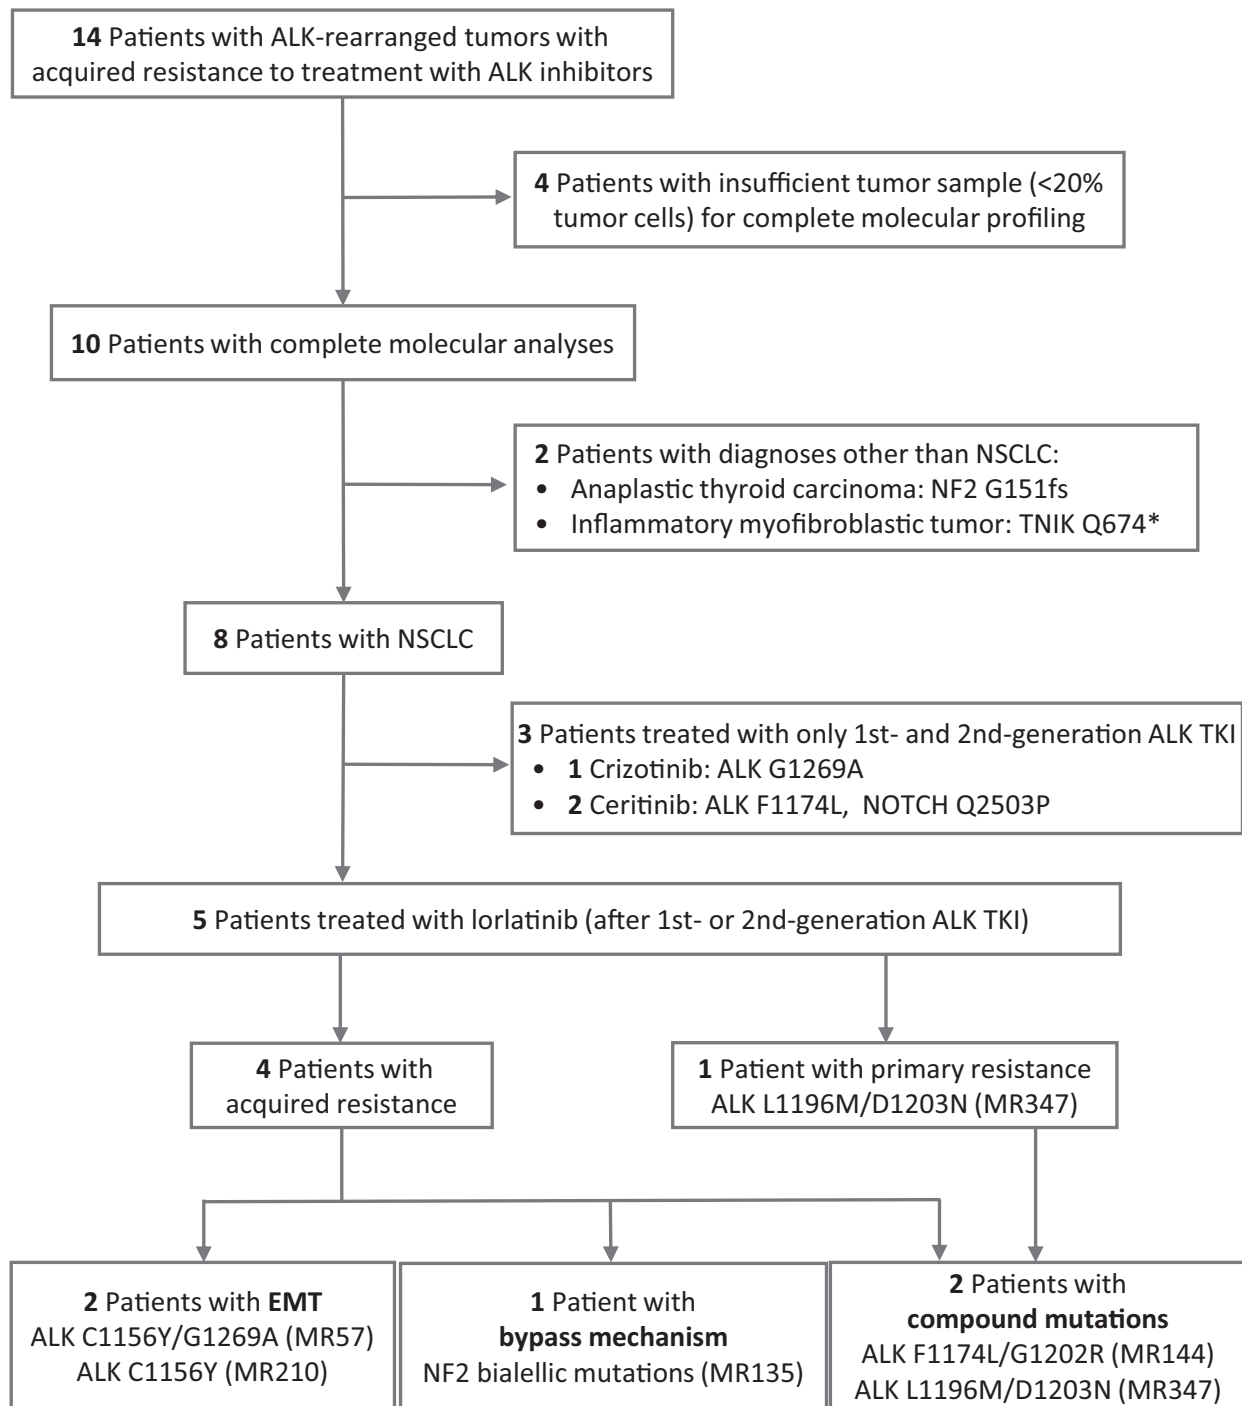 14 Patients with ALK-rearranged tumors with
acquired resistance to treatment with ALK inhibitors
4 Patients with insufficient tumor sample (<20%
tumor cells) for complete molecular profiling
10 Patients with complete molecular analyses
2 Patients with diagnoses other than NSCLC:
• Anaplastic thyroid carcinoma: NF2 G151fs
• Inflammatory myofibroblastic tumor: TNIK Q674*
8 Patients with NSCLC
3 Patients treated with only 1st- and 2nd-generation ALK TKI
• 1 Crizotinib: ALK G1269A
• 2 Ceritinib: ALK F1174L, NOTCH Q2503P
5 Patients treated with lorlatinib (after 1st- or 2nd-generation ALK TKI)
4 Patients with
acquired resistance
1 Patient with primary resistance
ALK L1196M/D1203N (MR347)
2 Patients with EMT
ALK C1156Y/G1269A (MR57)
ALK C1156Y (MR210)
1 Patient with
bypass mechanism
NF2 biallelic mutations (MR135)
2 Patients with
compound mutations
ALK F1174L/G1202R (MR144)
ALK L1196M/D1203N (MR347)